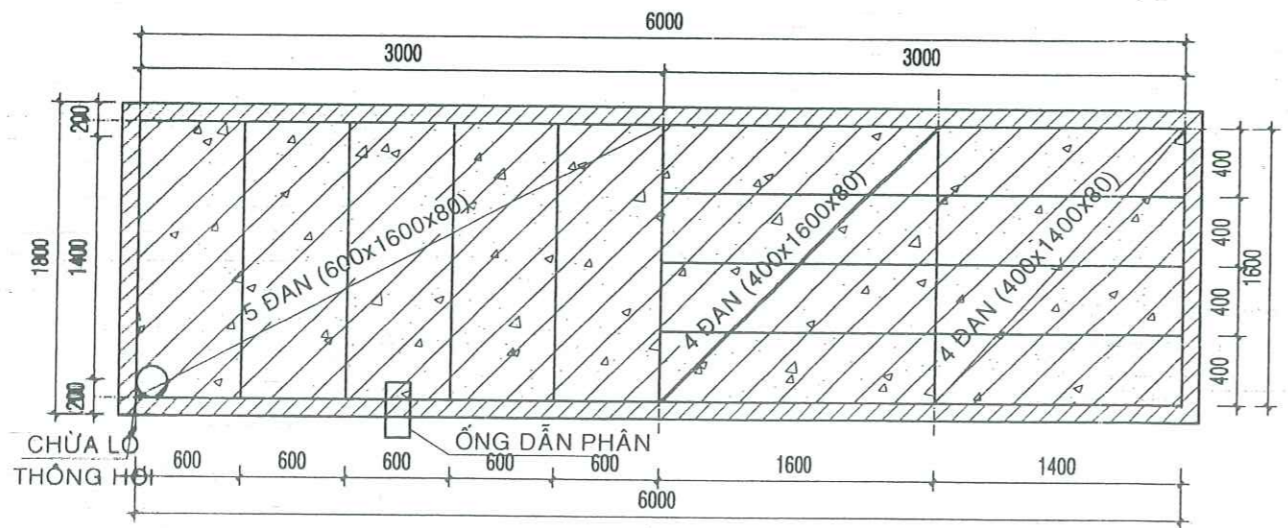 6000
3000 3000
200
1400
200
1800
5 ĐAN (600x1600x80)
4 ĐAN (400x1600x80)
4 ĐAN (400x1400x80)
400
400
400
400
1600
CHỪA LỖ
THÔNG HƠI
ỐNG DẪN PHÂN
600 600 600 600 600 1600 1400
6000